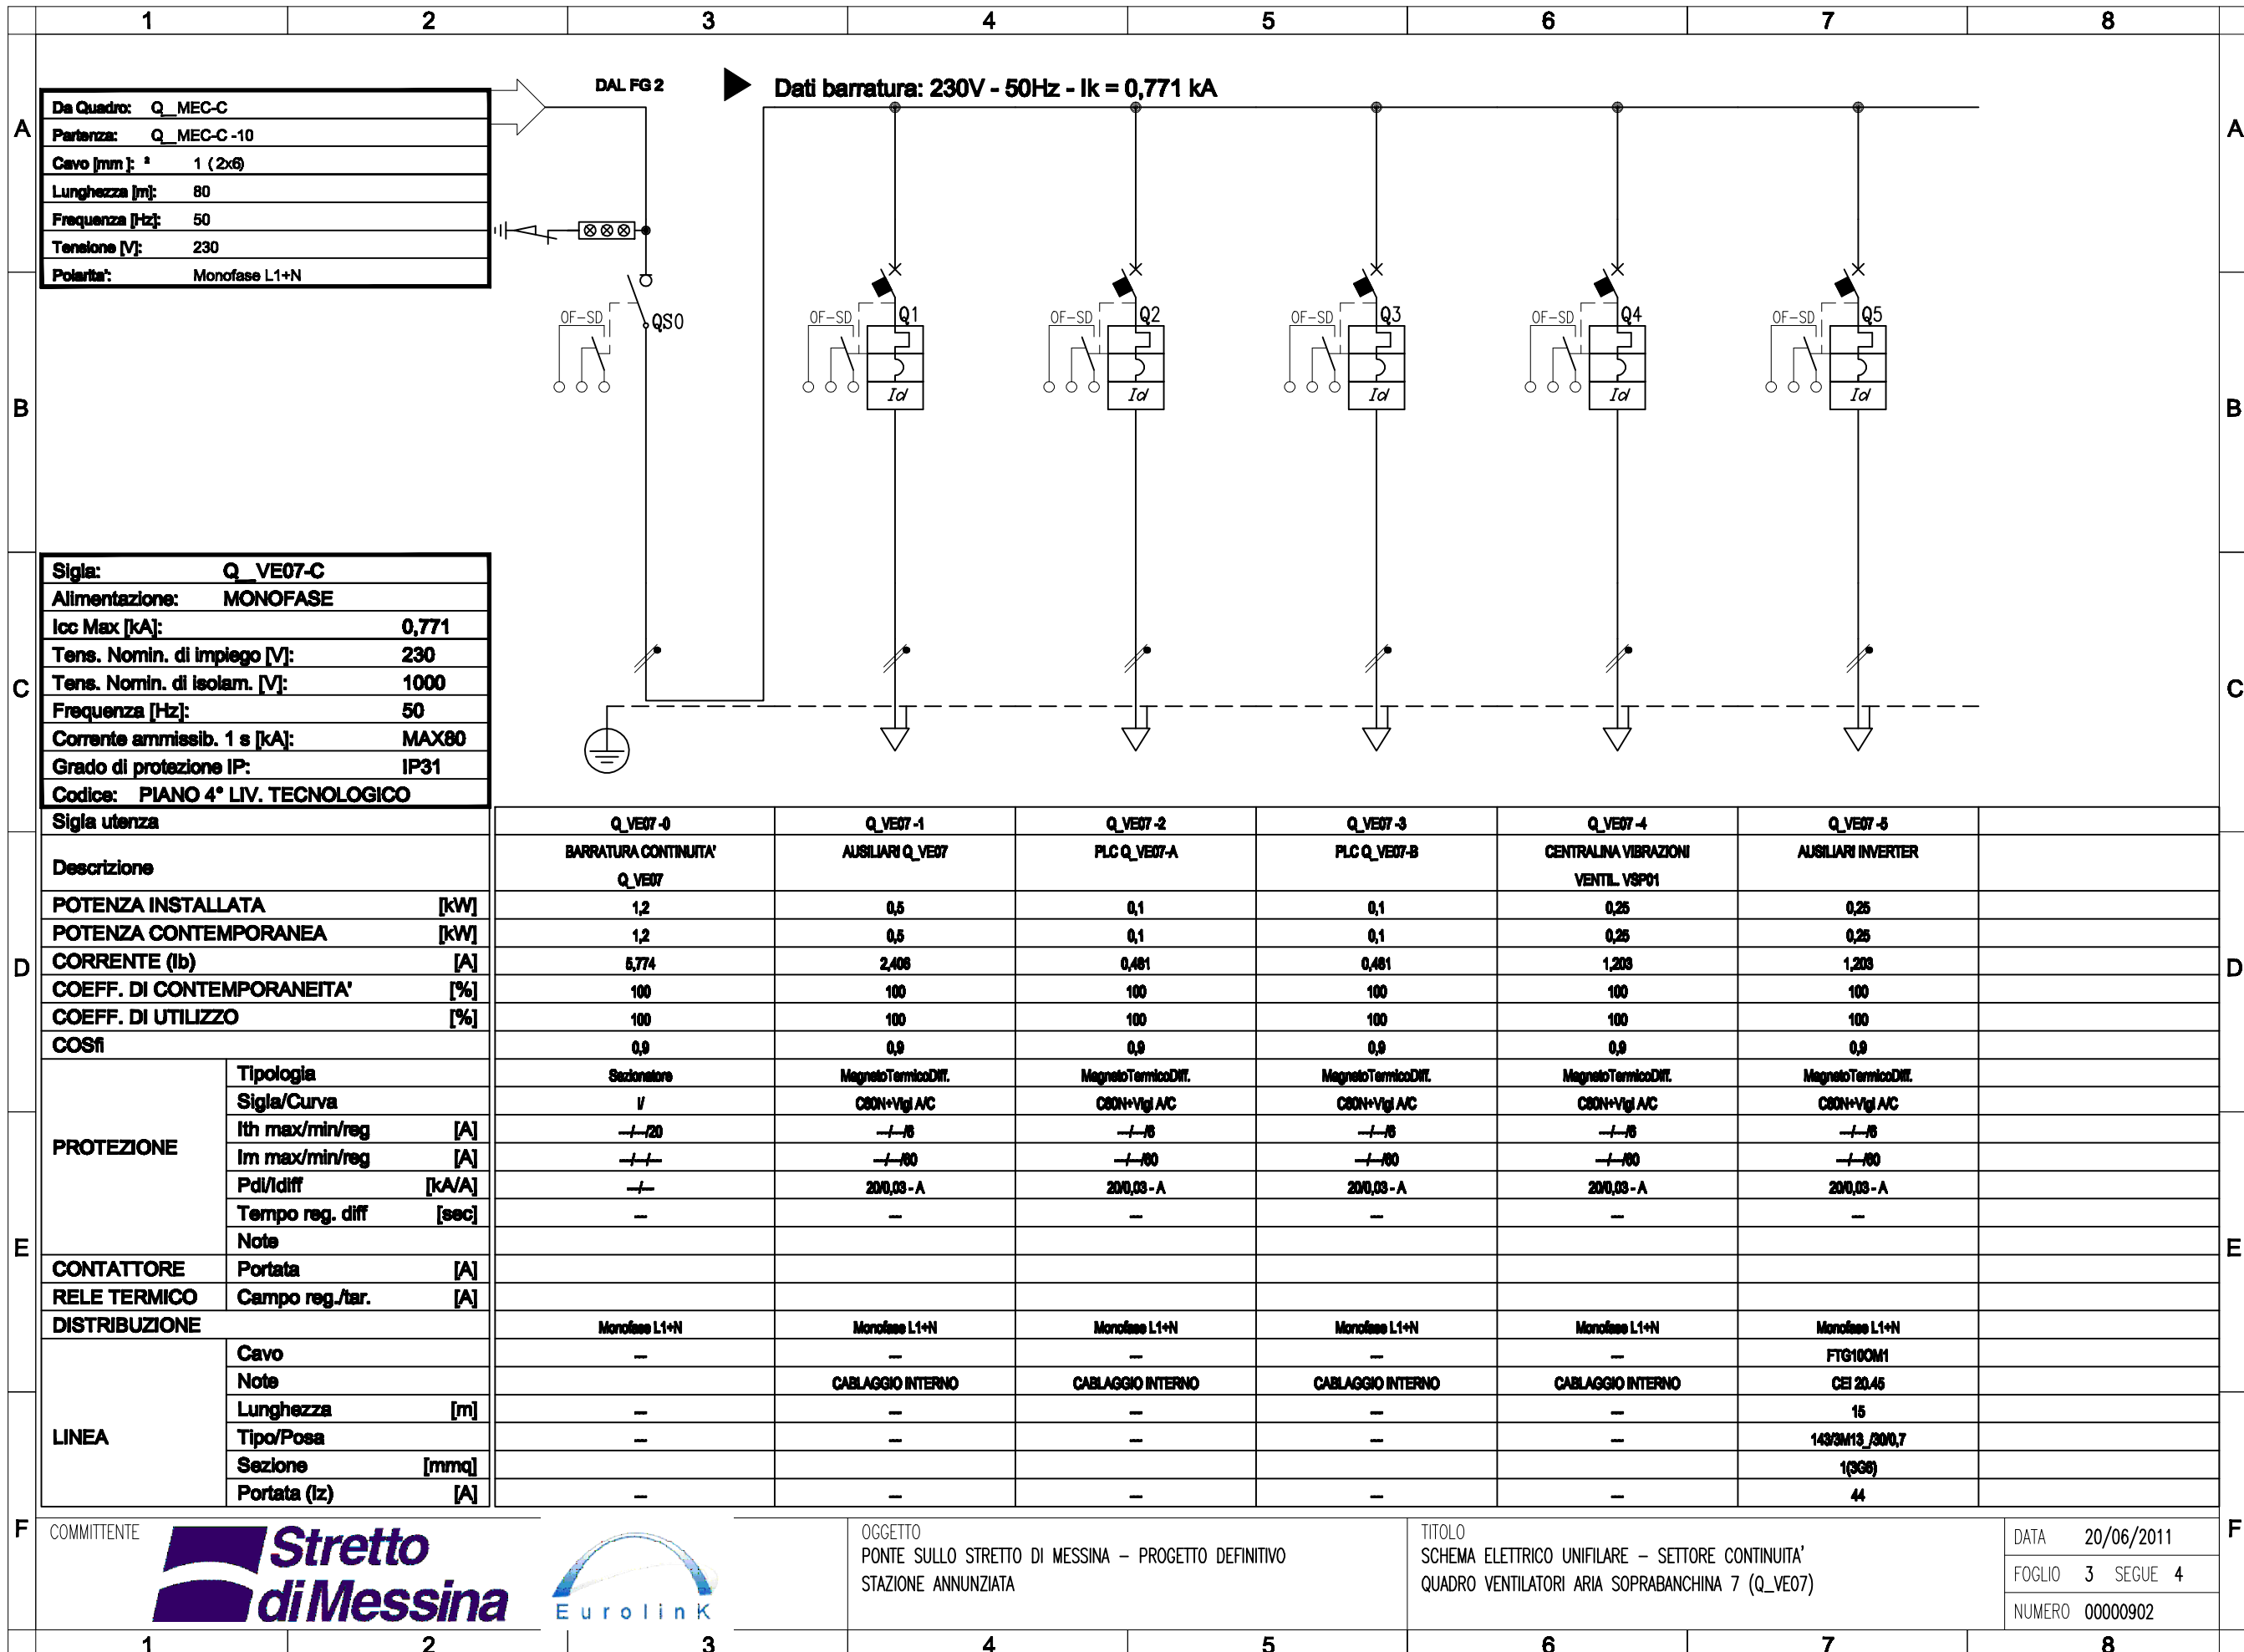 1 2 3 4 5 6 7 8
DAL FG 2
Dati barratura: 230V - 50Hz - Ik = 0,771 kA
A A
Da Quadro: Q__MEC-C
Partenza: Q__MEC-C -10
Cavo [mm ]: ² 1 ( 2x6)
Lunghezza [m]: 80
Frequenza [Hz]: 50
Tensione [V]: 230
Polarita': Monofase L1+N
OF-SD QS0 OF-SD Q1 OF-SD Q2 OF-SD Q3 OF-SD Q4 OF-SD Q5
Id Id Id Id Id
B B
Sigla: Q__VE07-C
Alimentazione: MONOFASE
Icc Max [kA]: 0,771
Tens. Nomin. di impiego [V]: 230
Tens. Nomin. di isolam. [V]: 1000
Frequenza [Hz]: 50
Corrente ammissib. 1 s [kA]: MAX80
Grado di protezione IP: IP31
Codice: PIANO 4° LIV. TECNOLOGICO
C C
Sigla utenza Q_VE07 -0 Q_VE07 -1 Q_VE07 -2 Q_VE07 -3 Q_VE07 -4 Q_VE07 -5
Descrizione BARRATURA CONTINUITA' AUSILIARI Q_VE07 PLC Q_VE07-A PLC Q_VE07-B CENTRALINA VIBRAZIONI AUSILIARI INVERTER
Q_VE07 VENTIL. VSP01
POTENZA INSTALLATA [kW] 1,2 0,5 0,1 0,1 0,25 0,25
POTENZA CONTEMPORANEA [kW] 1,2 0,5 0,1 0,1 0,25 0,25
D CORRENTE (Ib) [A] 5,774 2,406 0,481 0,481 1,203 1,203 D
COEFF. DI CONTEMPORANEITA' [%] 100 100 100 100 100 100
COEFF. DI UTILIZZO [%] 100 100 100 100 100 100
COSfi 0,9 0,9 0,9 0,9 0,9 0,9
PROTEZIONE
Tipologia Sezionatore MagnetoTermicoDiff. MagnetoTermicoDiff. MagnetoTermicoDiff. MagnetoTermicoDiff. MagnetoTermicoDiff.
Sigla/Curva I/ C60N+Vigi A/C C60N+Vigi A/C C60N+Vigi A/C C60N+Vigi A/C C60N+Vigi A/C
Ith max/min/reg [A] ---/---/20 ---/---/6 ---/---/6 ---/---/6 ---/---/6 ---/---/6
Im max/min/reg [A] ---/---/--- ---/---/60 ---/---/60 ---/---/60 ---/---/60 ---/---/60
Pdi/Idiff [kA/A] ---/--- 20/0,03 - A 20/0,03 - A 20/0,03 - A 20/0,03 - A 20/0,03 - A
Tempo reg. diff [sec] --- --- --- --- --- ---
E Note E
CONTATTORE Portata [A]
RELE TERMICO Campo reg./tar. [A]
DISTRIBUZIONE Monofase L1+N Monofase L1+N Monofase L1+N Monofase L1+N Monofase L1+N Monofase L1+N
LINEA
Cavo --- --- --- --- --- FTG10OM1
Note CABLAGGIO INTERNO CABLAGGIO INTERNO CABLAGGIO INTERNO CABLAGGIO INTERNO CEI 20.45
Lunghezza [m] --- --- --- --- --- 15
Tipo/Posa --- --- --- --- --- 143/3M13_/30/0,7
Sezione [mmq] 1(3G6)
Portata (Iz) [A] --- --- --- --- --- 44
F F
COMMITTENTE
Stretto
di Messina
EurolinK
OGGETTO
PONTE SULLO STRETTO DI MESSINA – PROGETTO DEFINITIVO
STAZIONE ANNUNZIATA
TITOLO
SCHEMA ELETTRICO UNIFILARE – SETTORE CONTINUITA'
QUADRO VENTILATORI ARIA SOPRABANCHINA 7 (Q_VE07)
DATA 20/06/2011
FOGLIO 3 SEGUE 4
NUMERO 00000902
1 2 3 4 5 6 7 8